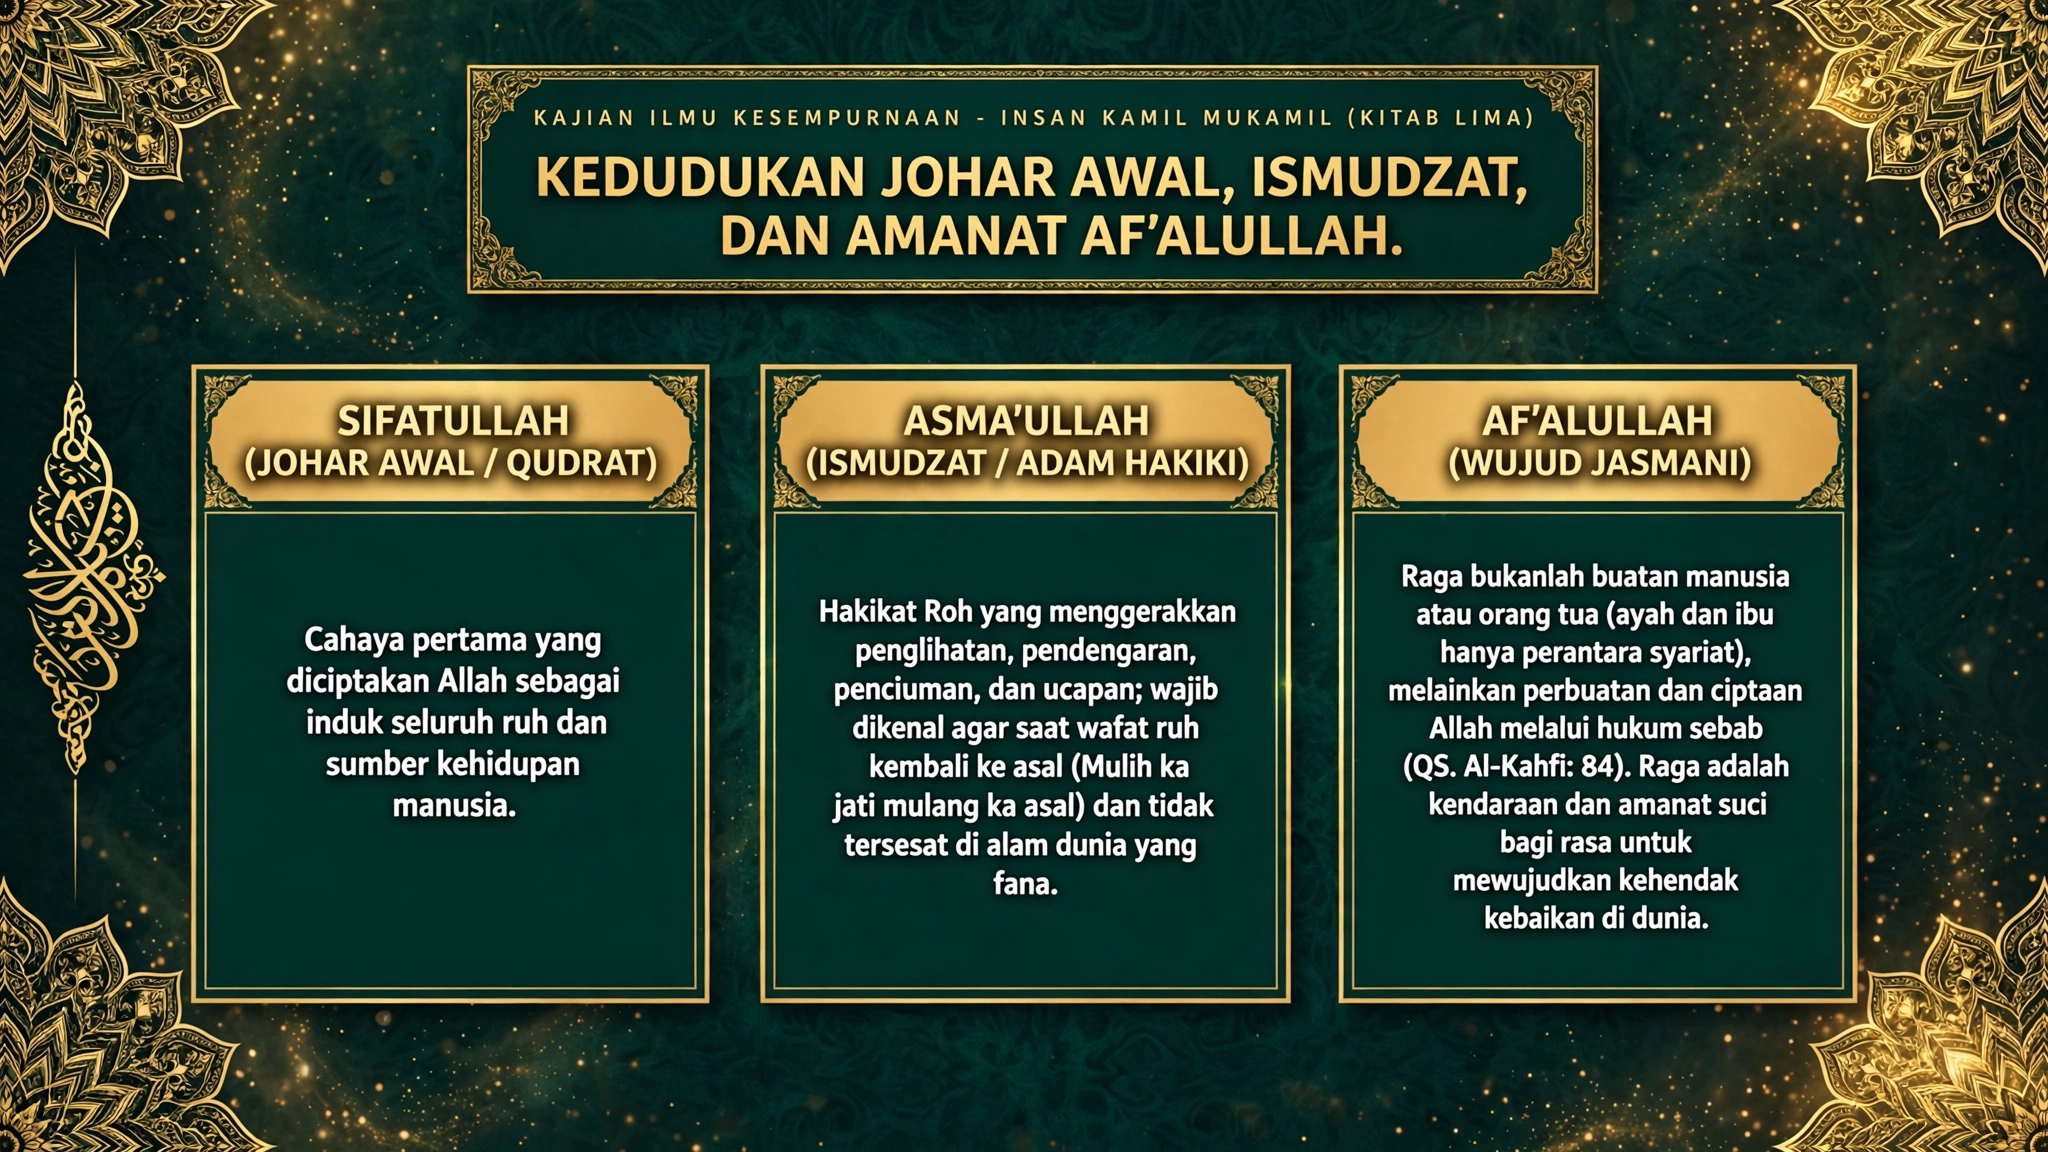 KAJIAN ILMU KESEMPURNAAN - INSAN KAMIL MUKAMIL (KITAB LIMA)
KEDUDUKAN JOHAR AWAL, ISMUDZAT,
DAN AMANAT AF'ALULLAH.
SIFATULLAH
(JOHAR AWAL / QUDRAT)
Cahaya pertama yang
diciptakan Allah sebagai
induk seluruh ruh dan
sumber kehidupan
manusia.
ASMA'ULLAH
(ISMUDZAT / ADAM HAKIKI)
Hakikat Roh yang menggerakkan
penglihatan, pendengaran,
penciuman, dan ucapan; wajib
dikenal agar saat wafat ruh
kembali ke asal (Mulih ka
jati mulang ka asal) dan tidak
tersesat di alam dunia yang
fana.
AF'ALULLAH
(WUJUD JASMANI)
Raga bukanlah buatan manusia
atau orang tua (ayah dan ibu
hanya perantara syariat),
melainkan perbuatan dan ciptaan
Allah melalui hukum sebab
(QS. Al-Kahfi: 84). Raga adalah
kendaraan dan amanat suci
bagi rasa untuk
mewujudkan kehendak
kebaikan di dunia.